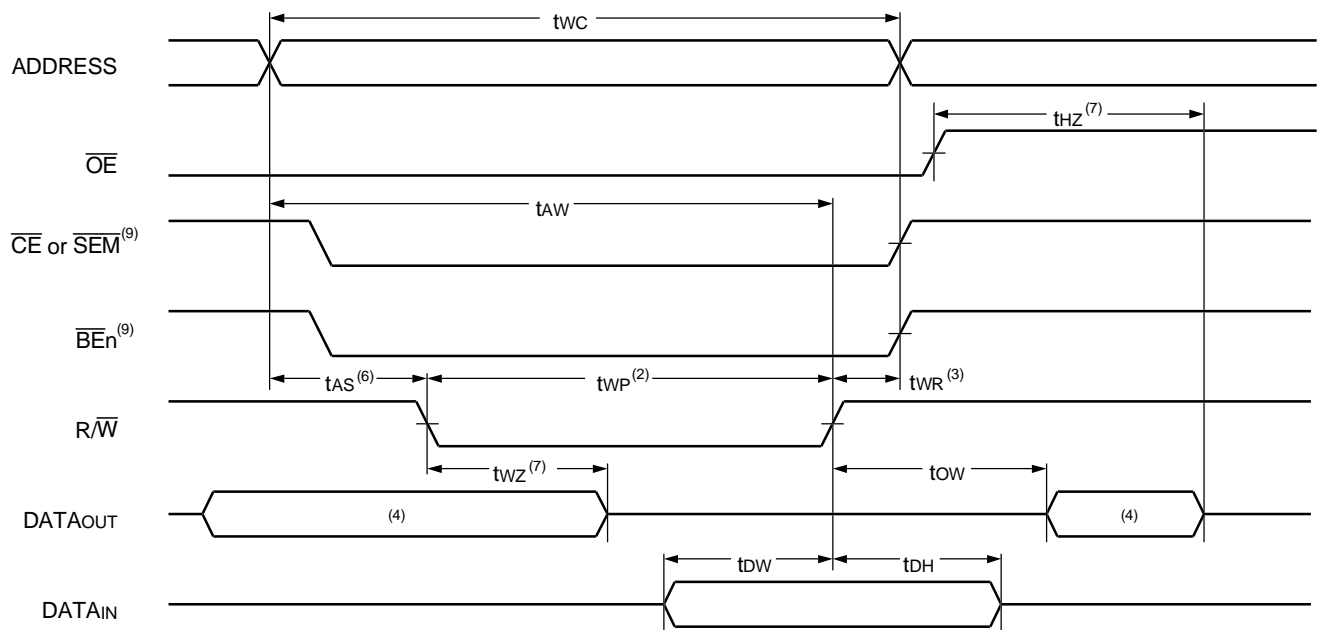 tWC
ADDRESS
tHZ(7)
OE
tAW
CE or SEM(9)
BEn(9)
tAS(6) tWP(2) tWR(3)
R/W
tWZ(7) tOW
DATAOUT (4) (4)
tDW tDH
DATAIN